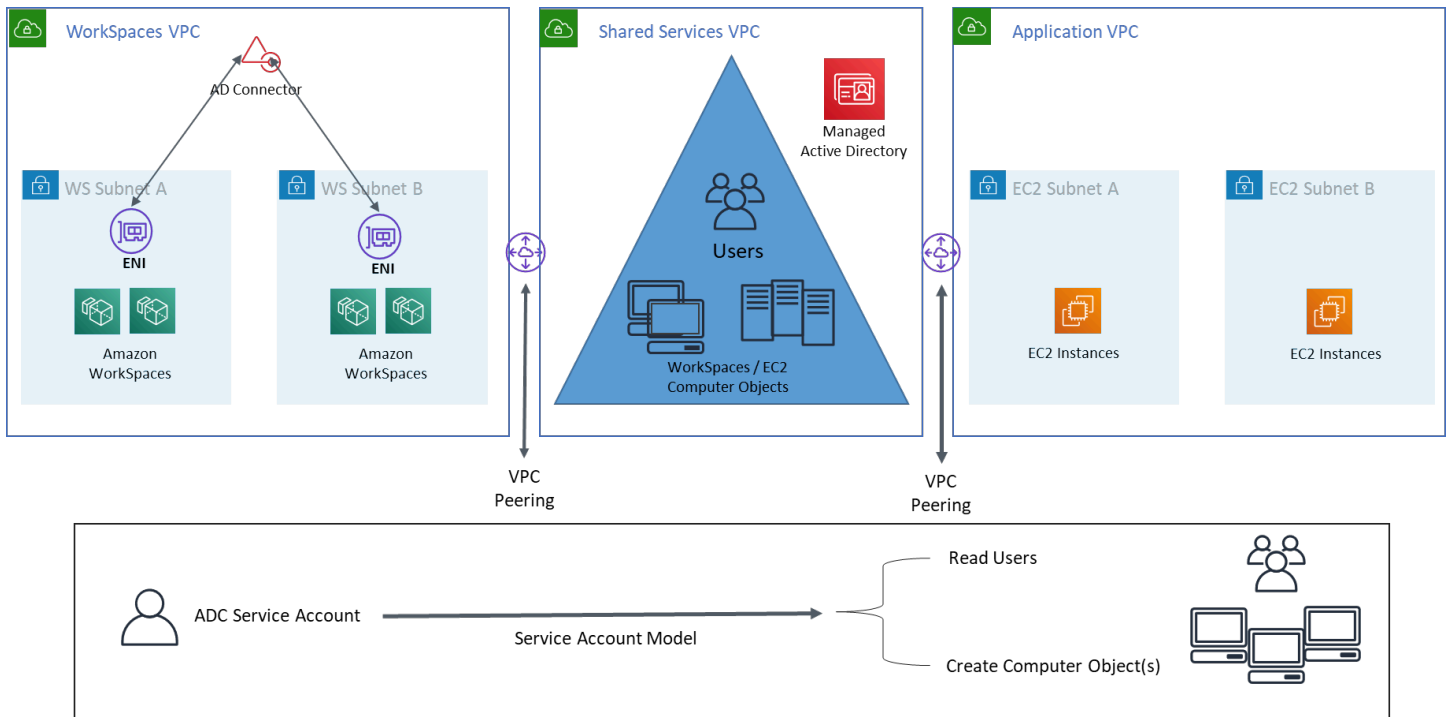 WorkSpaces VPC
AD Connector
WS Subnet A
WS Subnet B
ENI
ENI
Amazon
WorkSpaces
Amazon
WorkSpaces
Shared Services VPC
Managed
Active Directory
Users
WorkSpaces / EC2
Computer Objects
Application VPC
EC2 Subnet A
EC2 Subnet B
EC2 Instances
EC2 Instances
VPC
Peering
VPC
Peering
ADC Service Account
Service Account Model
Read Users
Create Computer Object(s)